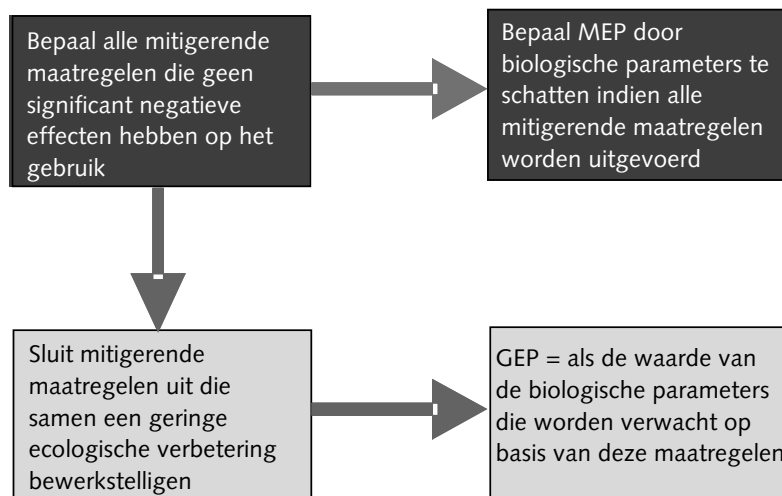 Bepaal alle mitigerende
maatregelen die geen
significant negatieve
effecten hebben op het
gebruik
Bepaal MEP door
biologische parameters te
schatten indien alle
mitigerende maatregelen
worden uitgevoerd
Sluit mitigerende
maatregelen uit die
samen een geringe
ecologische verbetering
bewerkstelligen
GEP = als de waarde van
de biologische parameters
die worden verwacht op
basis van deze maatregelen